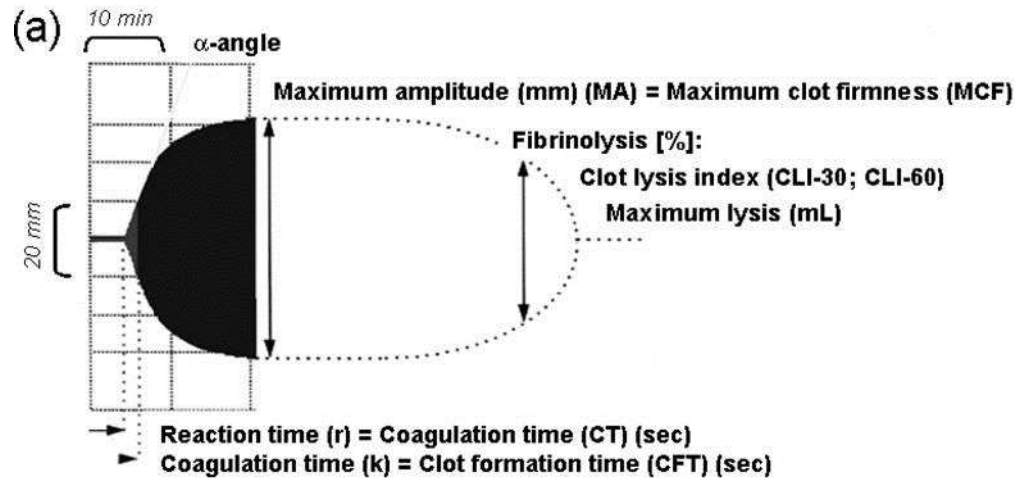 (a)
10 min
α-angle
Maximum amplitude (mm) (MA) = Maximum clot firmness (MCF)
Fibrinolysis [%]:
Clot lysis index (CLI-30; CLI-60)
Maximum lysis (mL)
20 mm
Reaction time (r) = Coagulation time (CT) (sec)
Coagulation time (k) = Clot formation time (CFT) (sec)